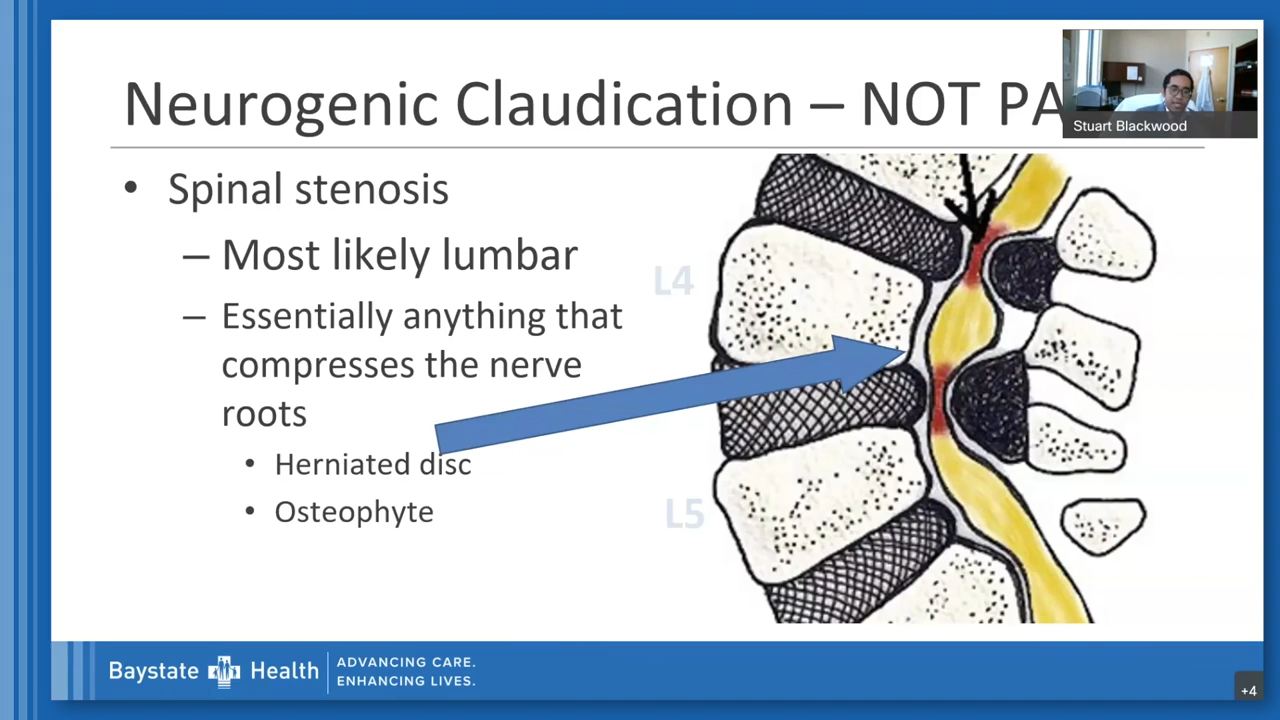 Neurogenic Claudication – NOT PA
Stuart Blackwood
• Spinal stenosis
– Most likely lumbar
– Essentially anything that
compresses the nerve
roots
• Herniated disc
• Osteophyte
L4
L5
Baystate Health
ADVANCING CARE.
ENHANCING LIVES.
+4